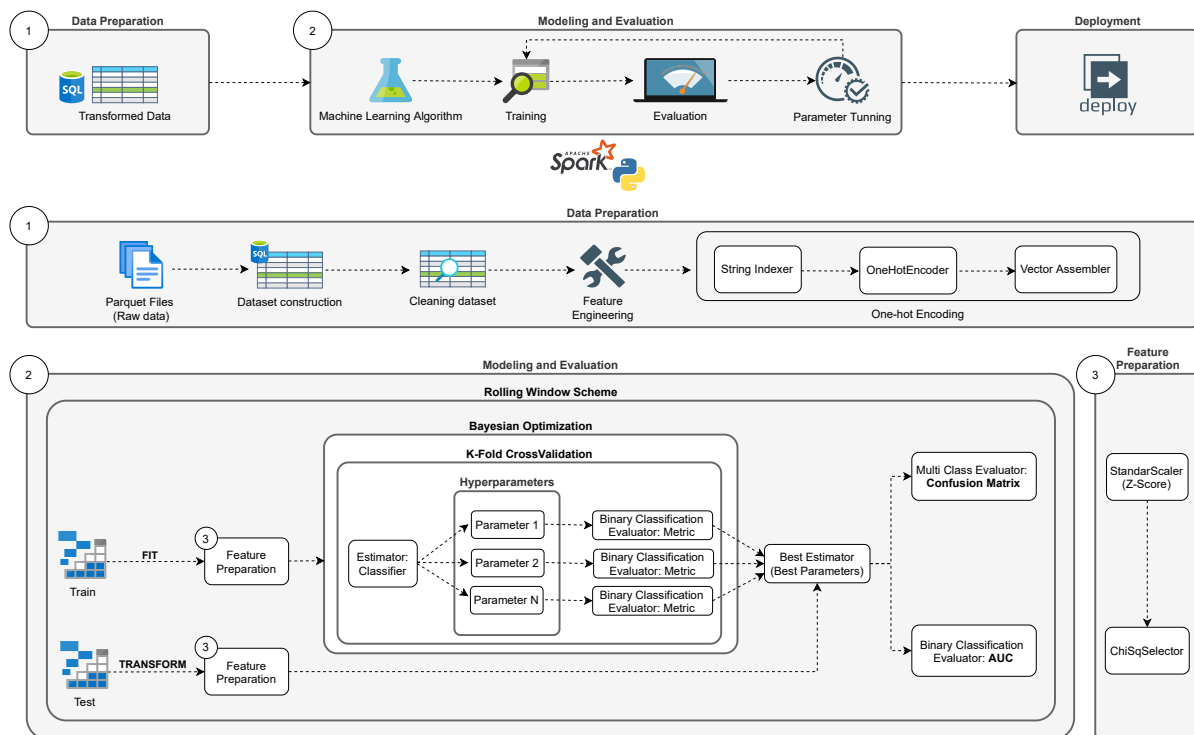 Data Preparation
Modeling and Evaluation
Deployment
1
2
SQL
Transformed Data
Machine Learning Algorithm
Training
Evaluation
Parameter Tunning
deploy
APACHE
Spark
1
Data Preparation
SQL
Parquet Files
(Raw data)
Dataset construction
Cleaning dataset
Feature
Engineering
String Indexer
OneHotEncoder
Vector Assembler
One-hot Encoding
2
Modeling and Evaluation
Rolling Window Scheme
Bayesian Optimization
K-Fold CrossValidation
Hyperparameters
Train
FIT
3
Feature
Preparation
Estimator:
Classifier
Parameter 1
Parameter 2
Parameter N
Binary Classification
Evaluator: Metric
Binary Classification
Evaluator: Metric
Binary Classification
Evaluator: Metric
Best Estimator
(Best Parameters)
Multi Class Evaluator:
Confusion Matrix
Binary Classification
Evaluator: AUC
Test
TRANSFORM
3
Feature
Preparation
3
Feature
Preparation
StandarScaler
(Z-Score)
ChiSqSelector